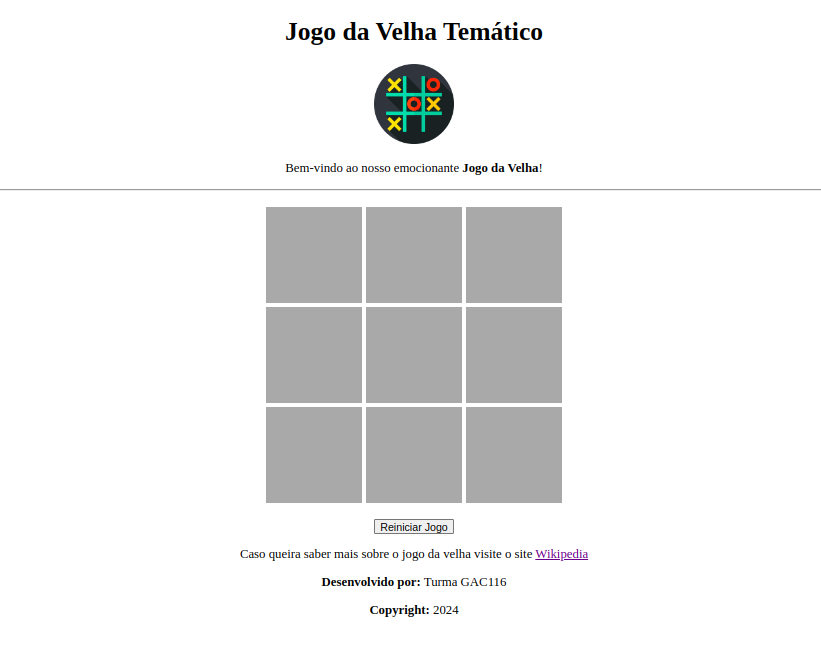 Jogo da Velha Temático
Bem-vindo ao nosso emocionante Jogo da Velha!
Reiniciar Jogo
Caso queira saber mais sobre o jogo da velha visite o site Wikipedia
Desenvolvido por: Turma GAC116
Copyright: 2024